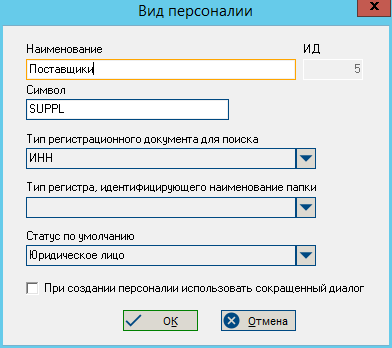 Вид персоналии
x
Наименование ИД
Поставщики 5
Символ
SUPPL
Тип регистрационного документа для поиска
ИНН
Тип регистра, идентифицирующего наименование папки
Статус по умолчанию
Юридическое лицо
При создании персоналии использовать сокращенный диалог
ОК Отмена